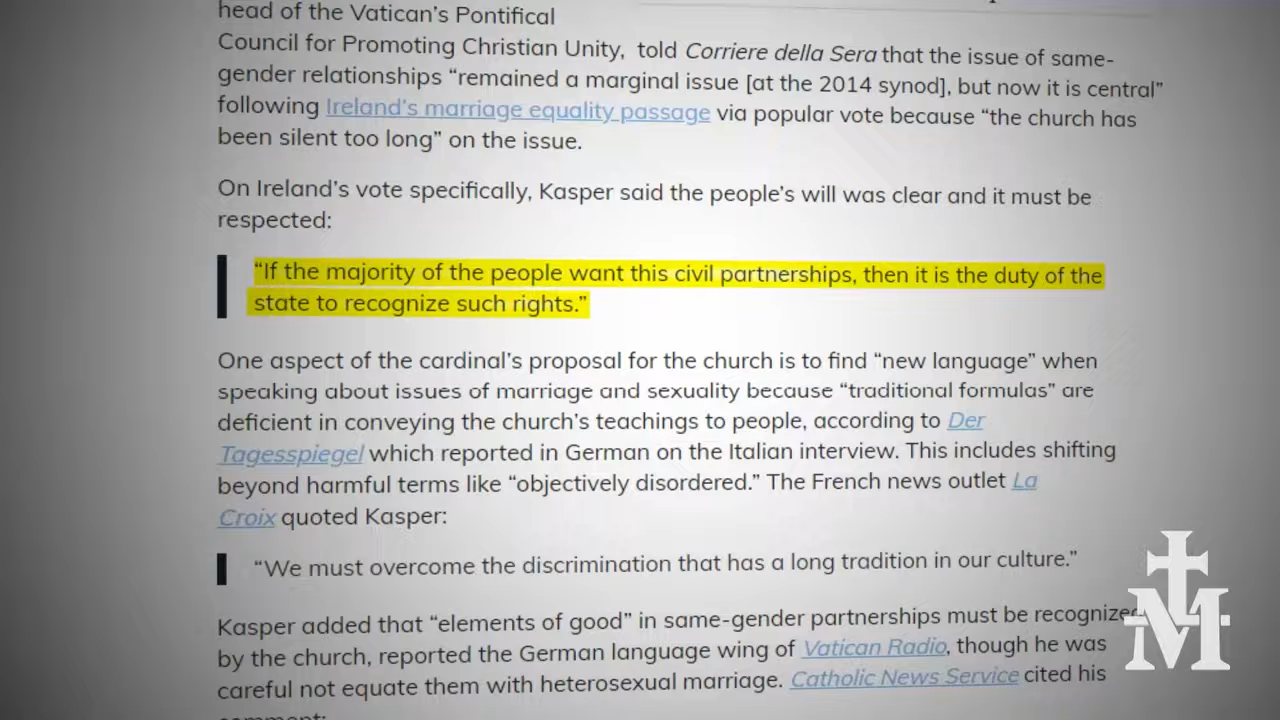 head of the Vatican's Pontifical
Council for Promoting Christian Unity, told Corriere della Sera that the issue of same-
gender relationships “remained a marginal issue [at the 2014 synod], but now it is central”
following Ireland's marriage equality passage via popular vote because “the church has
been silent too long” on the issue.
On Ireland's vote specifically, Kasper said the people's will was clear and it must be
respected:
“If the majority of the people want this civil partnerships, then it is the duty of the
state to recognize such rights.”
One aspect of the cardinal's proposal for the church is to find “new language” when
speaking about issues of marriage and sexuality because “traditional formulas” are
deficient in conveying the church's teachings to people, according to Der
Tagesspiegel which reported in German on the Italian interview. This includes shifting
beyond harmful terms like “objectively disordered.” The French news outlet La
Croix quoted Kasper:
“We must overcome the discrimination that has a long tradition in our culture.”
Kasper added that “elements of good” in same-gender partnerships must be recognized
by the church, reported the German language wing of Vatican Radio, though he was
careful not equate them with heterosexual marriage. Catholic News Service cited his
comment:
M